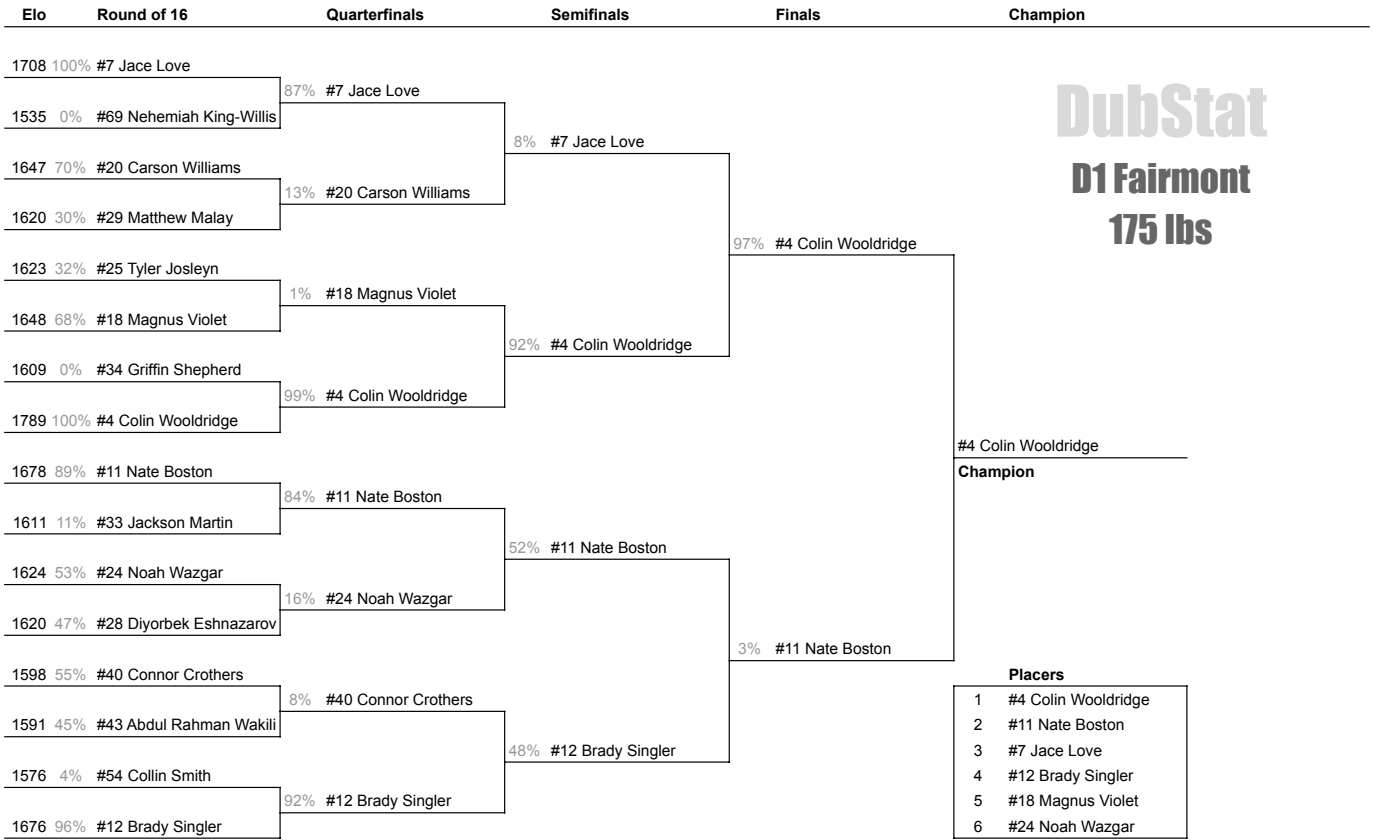 Elo Round of 16 Quarterfinals Semifinals Finals Champion
DubStat
D1 Fairmont
175 lbs
1708 100% #7 Jace Love
87% #7 Jace Love
1535 0% #69 Nehemiah King-Willis
8% #7 Jace Love
1647 70% #20 Carson Williams
13% #20 Carson Williams
1620 30% #29 Matthew Malay
97% #4 Colin Wooldridge
1623 32% #25 Tyler Josleyn
1% #18 Magnus Violet
1648 68% #18 Magnus Violet
92% #4 Colin Wooldridge
1609 0% #34 Griffin Shepherd
99% #4 Colin Wooldridge
1789 100% #4 Colin Wooldridge
#4 Colin Wooldridge
Champion
1678 89% #11 Nate Boston
84% #11 Nate Boston
1611 11% #33 Jackson Martin
52% #11 Nate Boston
1624 53% #24 Noah Wazgar
16% #24 Noah Wazgar
1620 47% #28 Diyorbek Eshnazarov
3% #11 Nate Boston
1598 55% #40 Connor Crothers
8% #40 Connor Crothers
1591 45% #43 Abdul Rahman Wakili
48% #12 Brady Singler
1576 4% #54 Collin Smith
92% #12 Brady Singler
1676 96% #12 Brady Singler
Placers
1 #4 Colin Wooldridge
2 #11 Nate Boston
3 #7 Jace Love
4 #12 Brady Singler
5 #18 Magnus Violet
6 #24 Noah Wazgar